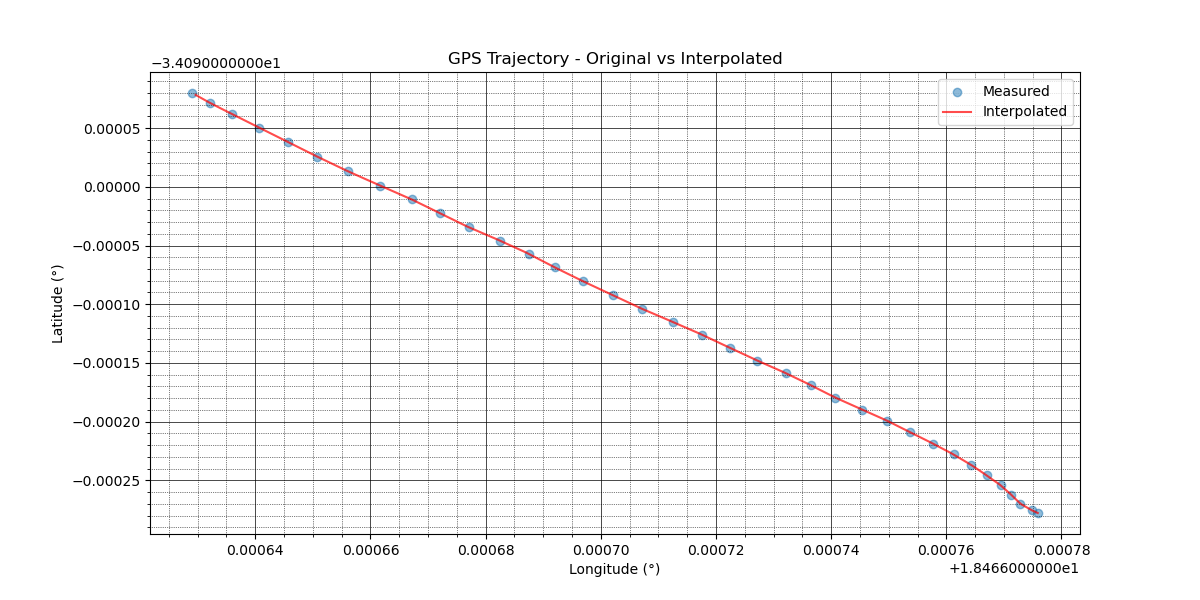 GPS Trajectory - Original vs Interpolated
−3.4090000000e1
Measured
Interpolated
0.00005
0.00000
−0.00005
−0.00010
−0.00015
−0.00020
−0.00025
Latitude (°)
0.00064 0.00066 0.00068 0.00070 0.00072 0.00074 0.00076 0.00078
Longitude (°)
+1.8466000000e1